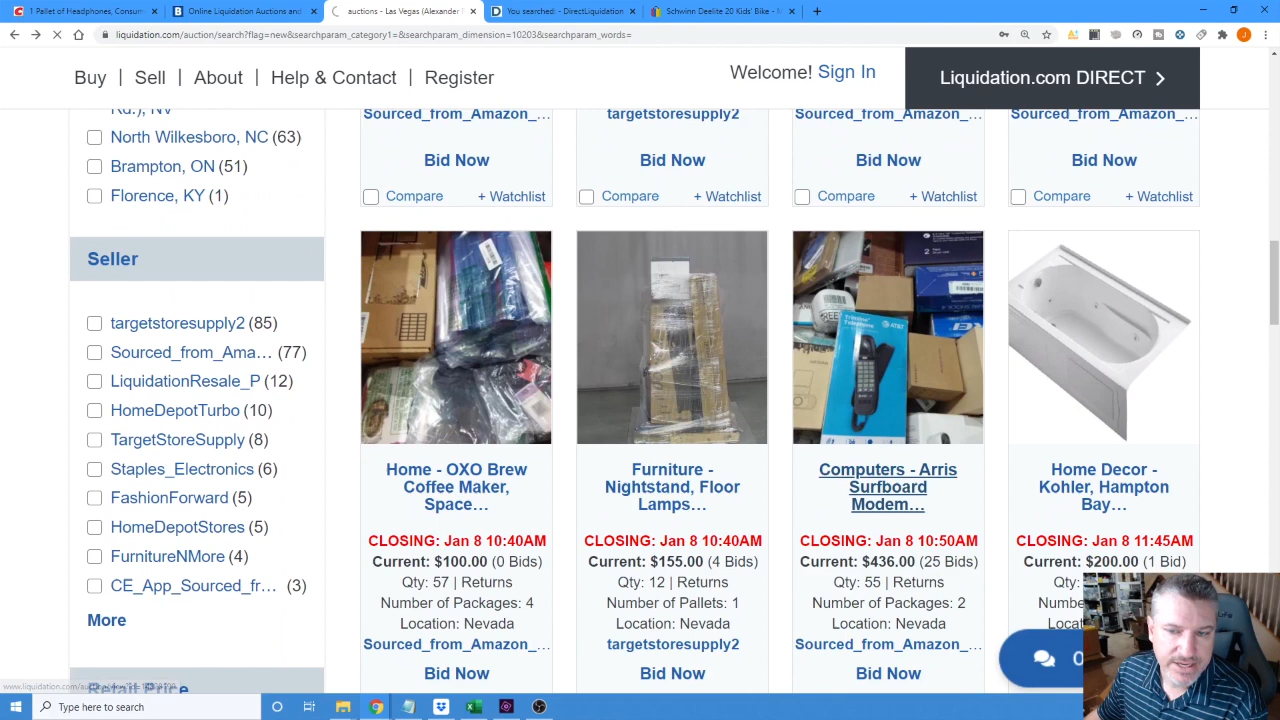 1 Pallet of Headphones, Consum
Online Liquidation Auctions and
auctions - Las Vegas (Alexander
You searched: - DirectLiquidation
Schwinn Deelite 20 Kids' Bike - M
liquidation.com/auction/search?flag=new&searchparam_category1=&searchparam_dimension=10203&searchparam_words=
Buy | Sell | About | Help & Contact | Register
Welcome! Sign In
Liquidation.com DIRECT
Rd.), NV
North Wilkesboro, NC (63)
Brampton, ON (51)
Florence, KY (1)
Seller
targetstoresupply2 (85)
Sourced_from_Ama... (77)
LiquidationResale_P (12)
HomeDepotTurbo (10)
TargetStoreSupply (8)
Staples_Electronics (6)
FashionForward (5)
HomeDepotStores (5)
FurnitureNMore (4)
CE_App_Sourced_fr... (3)
More
Retail Price
Sourced_from_Amazon_...
Bid Now
Compare + Watchlist
targetstoresupply2
Bid Now
Compare + Watchlist
Sourced_from_Amazon_...
Bid Now
Compare + Watchlist
Sourced_from_Amazon_...
Bid Now
Compare + Watchlist
Home - OXO Brew
Coffee Maker,
Space...
CLOSING: Jan 8 10:40AM
Current: $100.00 (0 Bids)
Qty: 57 | Returns
Number of Packages: 4
Location: Nevada
Sourced_from_Amazon_...
Bid Now
Furniture -
Nightstand, Floor
Lamps...
CLOSING: Jan 8 10:40AM
Current: $155.00 (4 Bids)
Qty: 12 | Returns
Number of Pallets: 1
Location: Nevada
targetstoresupply2
Bid Now
Trimline
Telephone
AT&T
Computers - Arris
Surfboard
Modem...
CLOSING: Jan 8 10:50AM
Current: $436.00 (25 Bids)
Qty: 55 | Returns
Number of Packages: 2
Location: Nevada
Sourced_from_Amazon_...
Bid Now
Home Decor -
Kohler, Hampton
Bay...
CLOSING: Jan 8 11:45AM
Current: $200.00 (1 Bid)
Type here to search